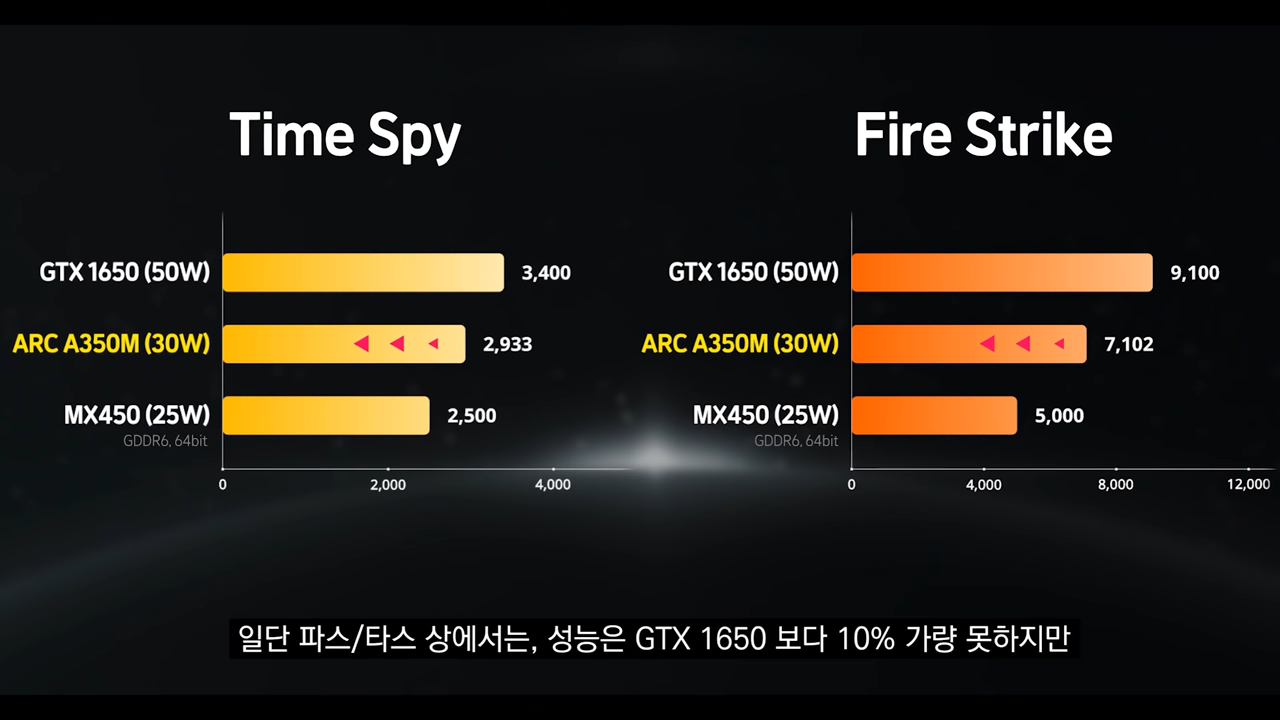 Time Spy
GTX 1650 (50W)
3,400
ARC A350M (30W)
2,933
MX450 (25W)
2,500
GDDR6, 64bit
0
2,000
4,000
Fire Strike
GTX 1650 (50W)
9,100
ARC A350M (30W)
7,102
MX450 (25W)
5,000
GDDR6, 64bit
0
4,000
8,000
12,000
일단 파스/타스 상에서는, 성능은 GTX 1650 보다 10% 가량 못하지만